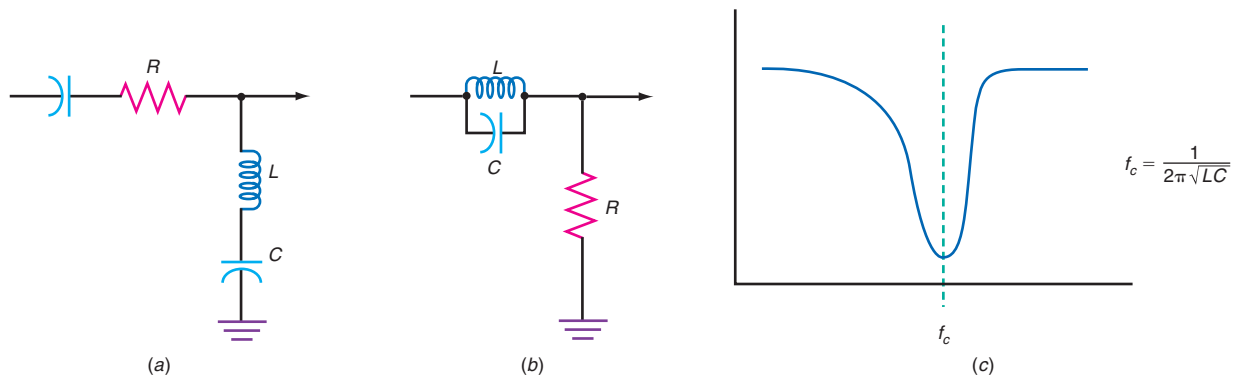 R
L
C
(a)
L
C
R
(b)
f_c
(c)
f_c = 1 / 2π√LC